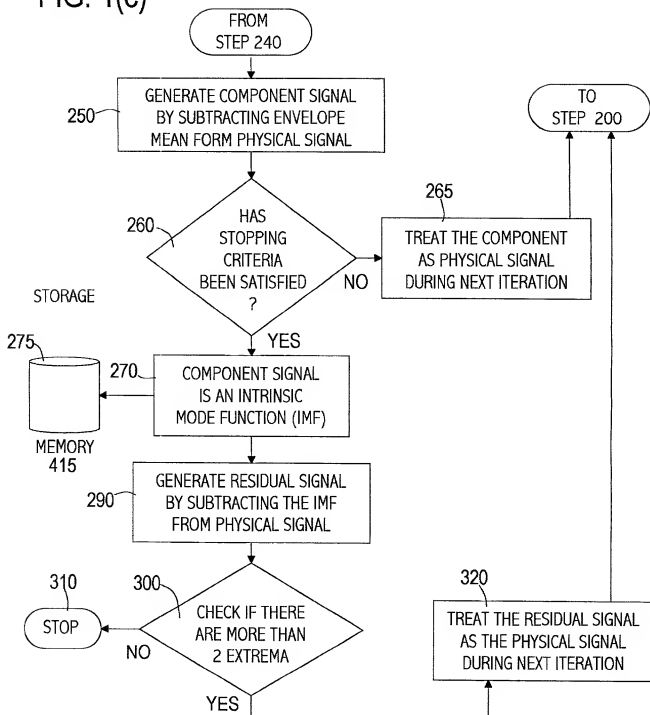 FIG. 1(c)
FROM
STEP 240
250
GENERATE COMPONENT SIGNAL
BY SUBTRACTING ENVELOPE
MEAN FORM PHYSICAL SIGNAL
TO
STEP 200
260
HAS
STOPPING
CRITERIA
BEEN SATISFIED
?
NO
265
TREAT THE COMPONENT
AS PHYSICAL SIGNAL
DURING NEXT ITERATION
YES
STORAGE
275
MEMORY
415
270
COMPONENT SIGNAL
IS AN INTRINSIC
MODE FUNCTION (IMF)
290
GENERATE RESIDUAL SIGNAL
BY SUBTRACTING THE IMF
FROM PHYSICAL SIGNAL
310
STOP
NO
300
CHECK IF THERE
ARE MORE THAN
2 EXTREMA
YES
320
TREAT THE RESIDUAL SIGNAL
AS THE PHYSICAL SIGNAL
DURING NEXT ITERATION